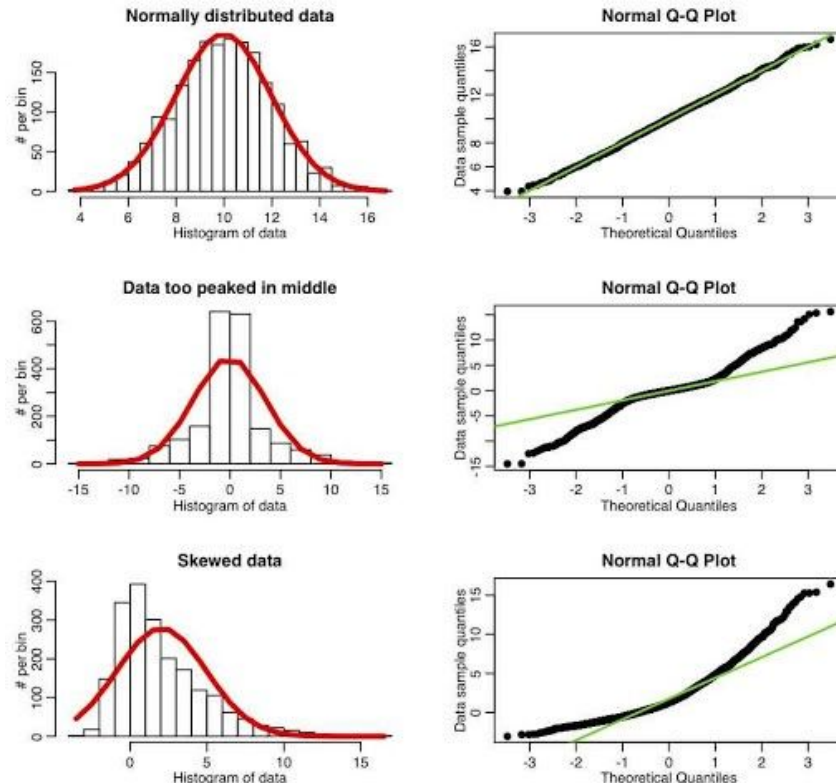 Normally distributed data
# per bin
0 50 100 150
4 6 8 10 12 14 16
Histogram of data
Normal Q-Q Plot
Data sample quantiles
4 6 8 12 16
-3 -2 -1 0 1 2 3
Theoretical Quantiles
Data too peaked in middle
# per bin
0 200 400 600
-15 -10 -5 0 5 10 15
Histogram of data
Normal Q-Q Plot
Data sample quantiles
-15 -5 0 5 15
-3 -2 -1 0 1 2 3
Theoretical Quantiles
Skewed data
# per bin
0 100 200 300 400
0 5 10 15
Histogram of data
Normal Q-Q Plot
Data sample quantiles
0 5 10 15
-3 -2 -1 0 1 2 3
Theoretical Quantiles